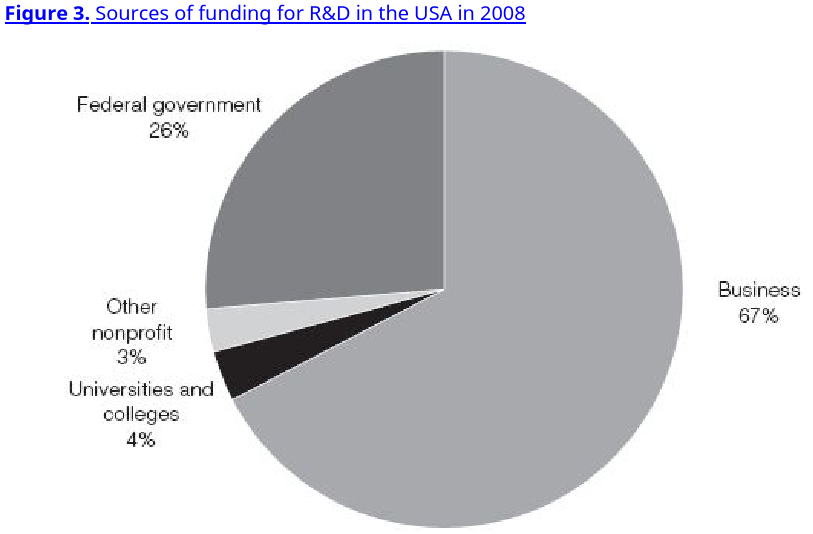 Figure 3. Sources of funding for R&D in the USA in 2008
Federal government
26%
Business
67%
Other
nonprofit
3%
Universities and
colleges
4%